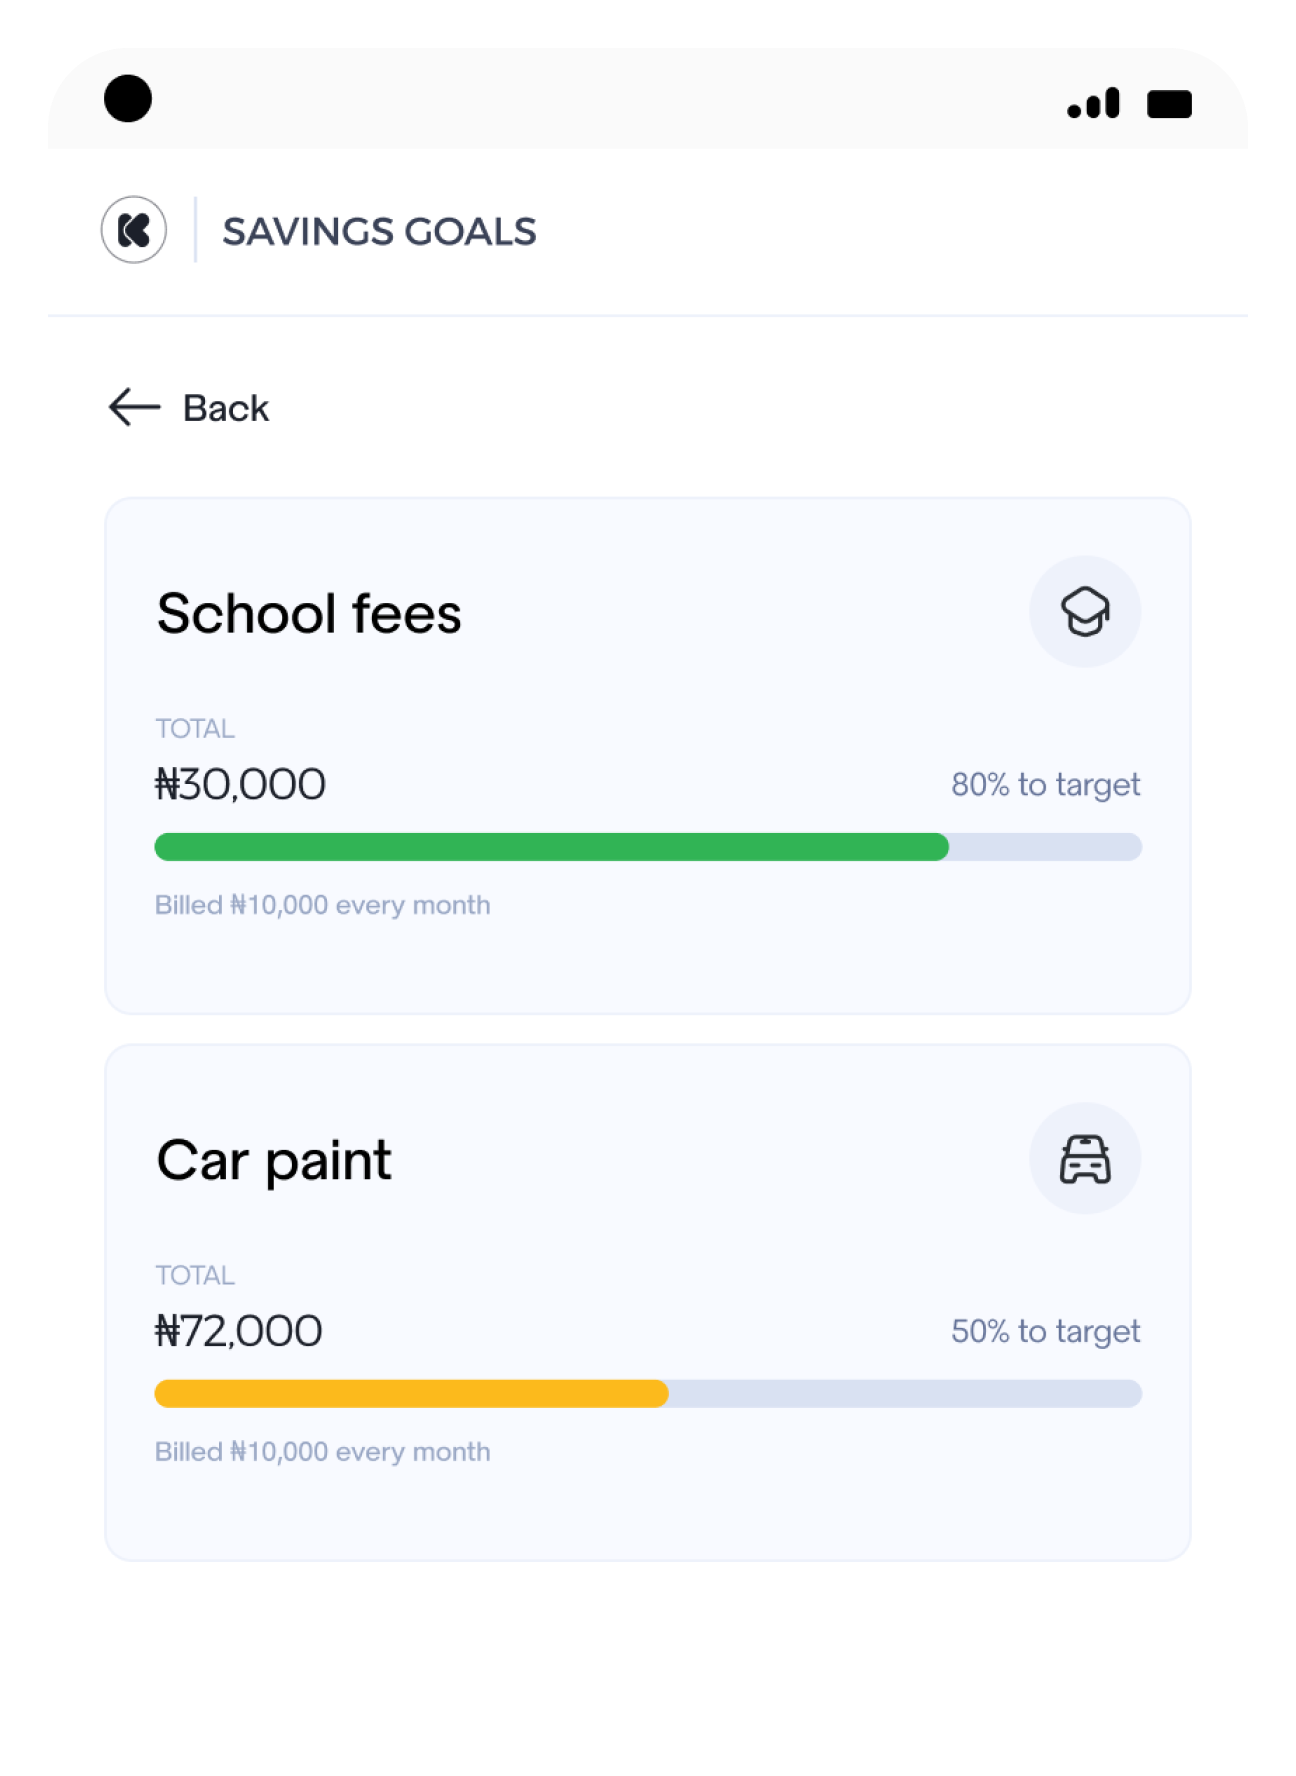 SAVINGS GOALS
Back
School fees
TOTAL
₦30,000
80% to target
Billed ₦10,000 every month
Car paint
TOTAL
₦72,000
50% to target
Billed ₦10,000 every month